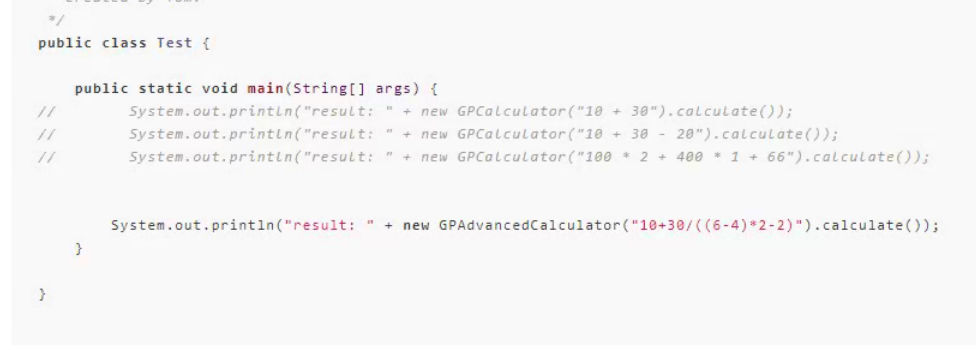 */
public class Test {
public static void main(String[] args) {
// System.out.println("result: " + new GPCalculator("10 + 30").calculate());
// System.out.println("result: " + new GPCalculator("10 + 30 - 20").calculate());
// System.out.println("result: " + new GPCalculator("100 * 2 + 400 * 1 + 66").calculate());
System.out.println("result: " + new GPAdvancedCalculator("10+30/((6-4)*2-2)").calculate());
}
}